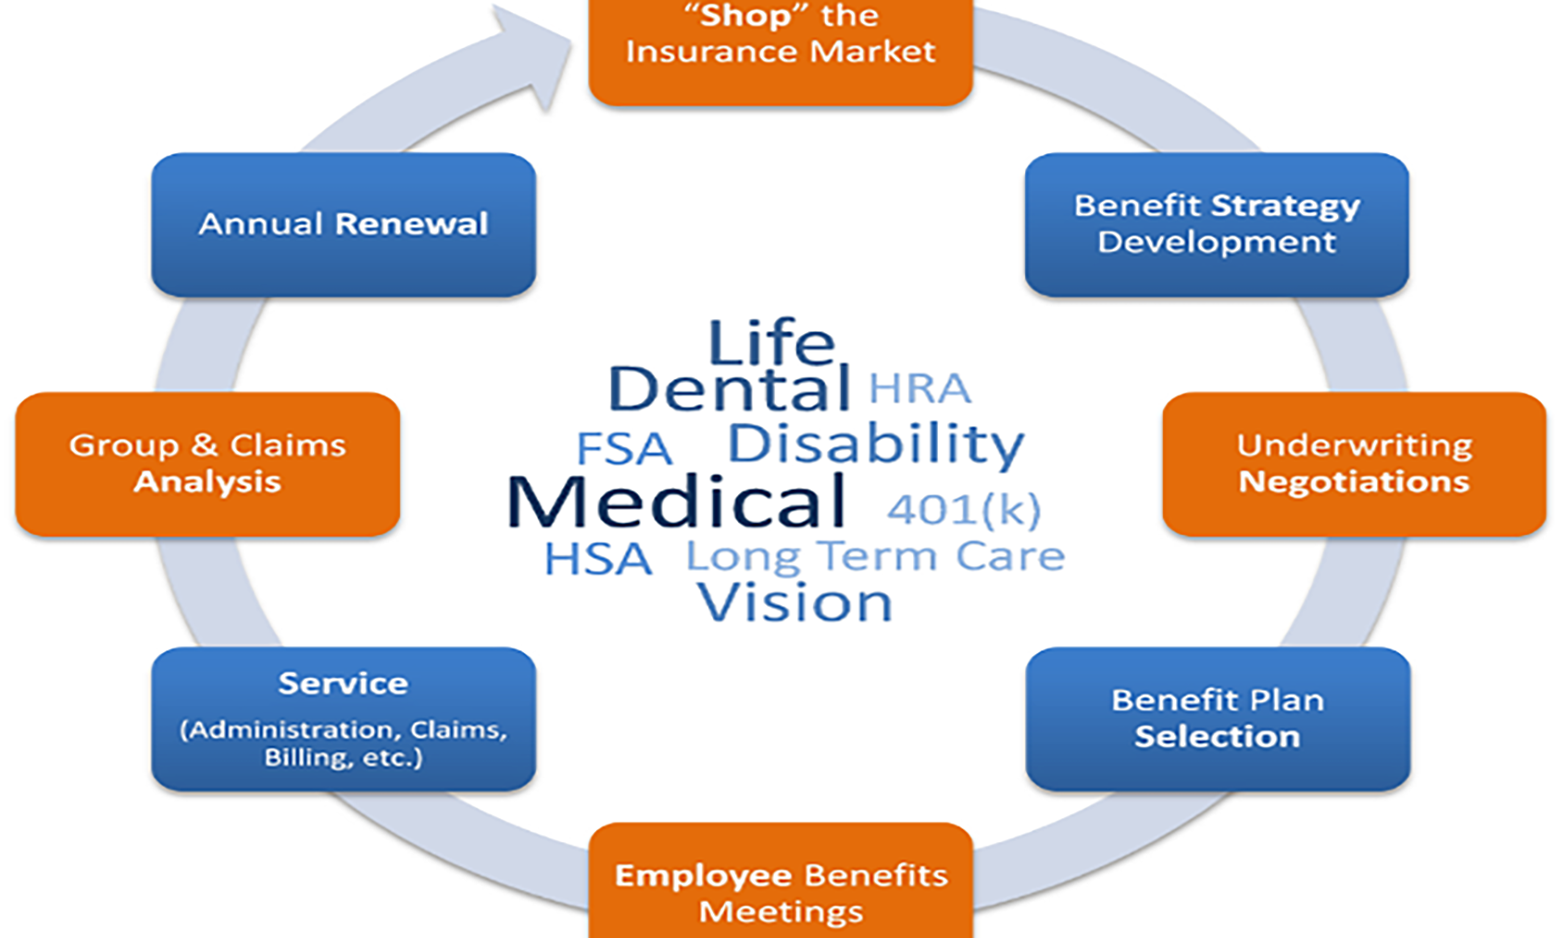 “Shop” the
Insurance Market
Benefit Strategy
Development
Underwriting
Negotiations
Benefit Plan
Selection
Employee Benefits
Meetings
Service
(Administration, Claims,
Billing, etc.)
Group & Claims
Analysis
Annual Renewal
Life
Dental HRA
FSA Disability
Medical 401(k)
HSA Long Term Care
Vision